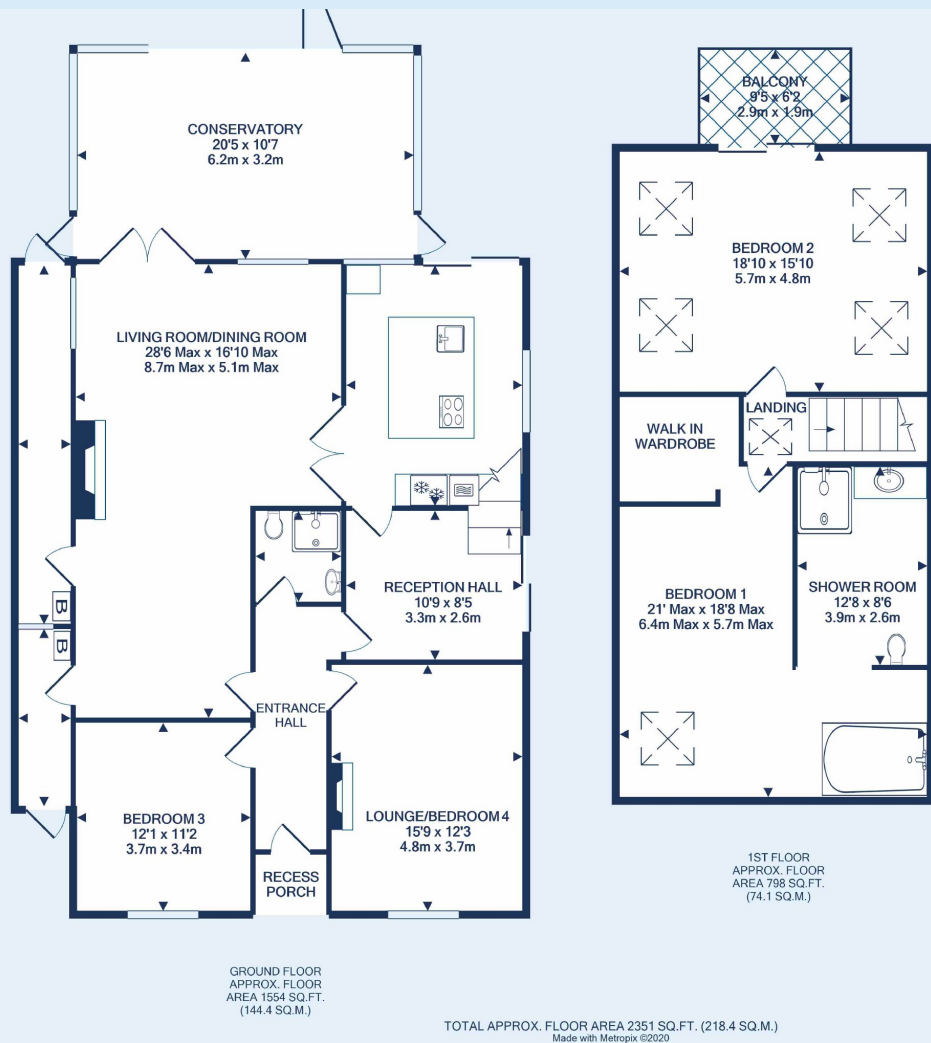 CONSERVATORY
20'5 x 10'7
6.2m x 3.2m
LIVING ROOM/DINING ROOM
28'6 Max x 16'10 Max
8.7m Max x 5.1m Max
B
B
RECEPTION HALL
10'9 x 8'5
3.3m x 2.6m
ENTRANCE
HALL
BEDROOM 3
12'1 x 11'2
3.7m x 3.4m
LOUNGE/BEDROOM 4
15'9 x 12'3
4.8m x 3.7m
RECESS
PORCH
GROUND FLOOR
APPROX. FLOOR
AREA 1554 SQ.FT.
(144.4 SQ.M.)
BALCONY
9'5 x 6'2
2.9m x 1.9m
BEDROOM 2
18'10 x 15'10
5.7m x 4.8m
LANDING
WALK IN
WARDROBE
BEDROOM 1
21' Max x 18'8 Max
6.4m Max x 5.7m Max
SHOWER ROOM
12'8 x 8'6
3.9m x 2.6m
1ST FLOOR
APPROX. FLOOR
AREA 798 SQ.FT.
(74.1 SQ.M.)
TOTAL APPROX. FLOOR AREA 2351 SQ.FT. (218.4 SQ.M.)
Made with Metropix ©2020